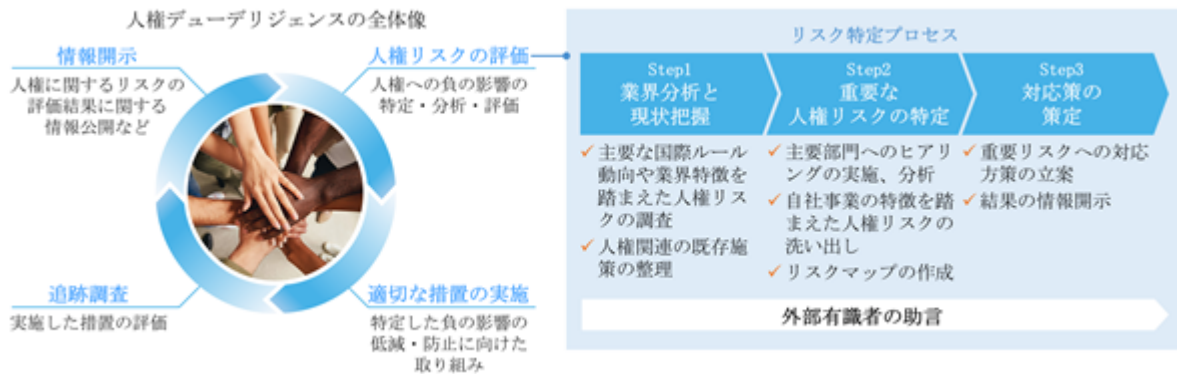 人権デューデリジェンスの全体像
情報開示
人権に関するリスクの
評価結果に関する
情報公開など
人権リスクの評価
人権への負の影響の
特定・分析・評価
追跡調査
実施した措置の評価
適切な措置の実施
特定した負の影響の
低減・防止に向けた
取り組み
リスク特定プロセス
Step1
業界分析と
現状把握
Step2
重要な
人権リスクの特定
Step3
対応策の
策定
✓主要な国際ルール
動向や業界特徴を
踏まえた人権リス
クの調査
✓人権関連の既存施
策の整理
✓主要部門へのヒアリ
ングの実施、分析
✓自社事業の特徴を踏
まえた人権リスクの
洗い出し
✓リスクマップの作成
✓重要リスクへの対応
方策の立案
✓結果の情報開示
外部有識者の助言